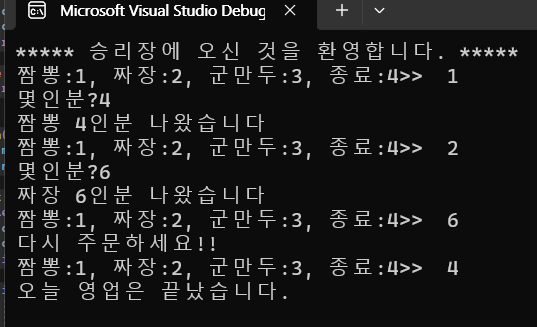 Microsoft Visual Studio Debug
***** 승리장에 오신 것을 환영합니다. *****
짬뽕:1, 짜장:2, 군만두:3, 종료:4>> 1
몇인분?4
짬뽕 4인분 나왔습니다
짬뽕:1, 짜장:2, 군만두:3, 종료:4>> 2
몇인분?6
짜장 6인분 나왔습니다
짬뽕:1, 짜장:2, 군만두:3, 종료:4>> 6
다시 주문하세요!!
짬뽕:1, 짜장:2, 군만두:3, 종료:4>> 4
오늘 영업은 끝났습니다.